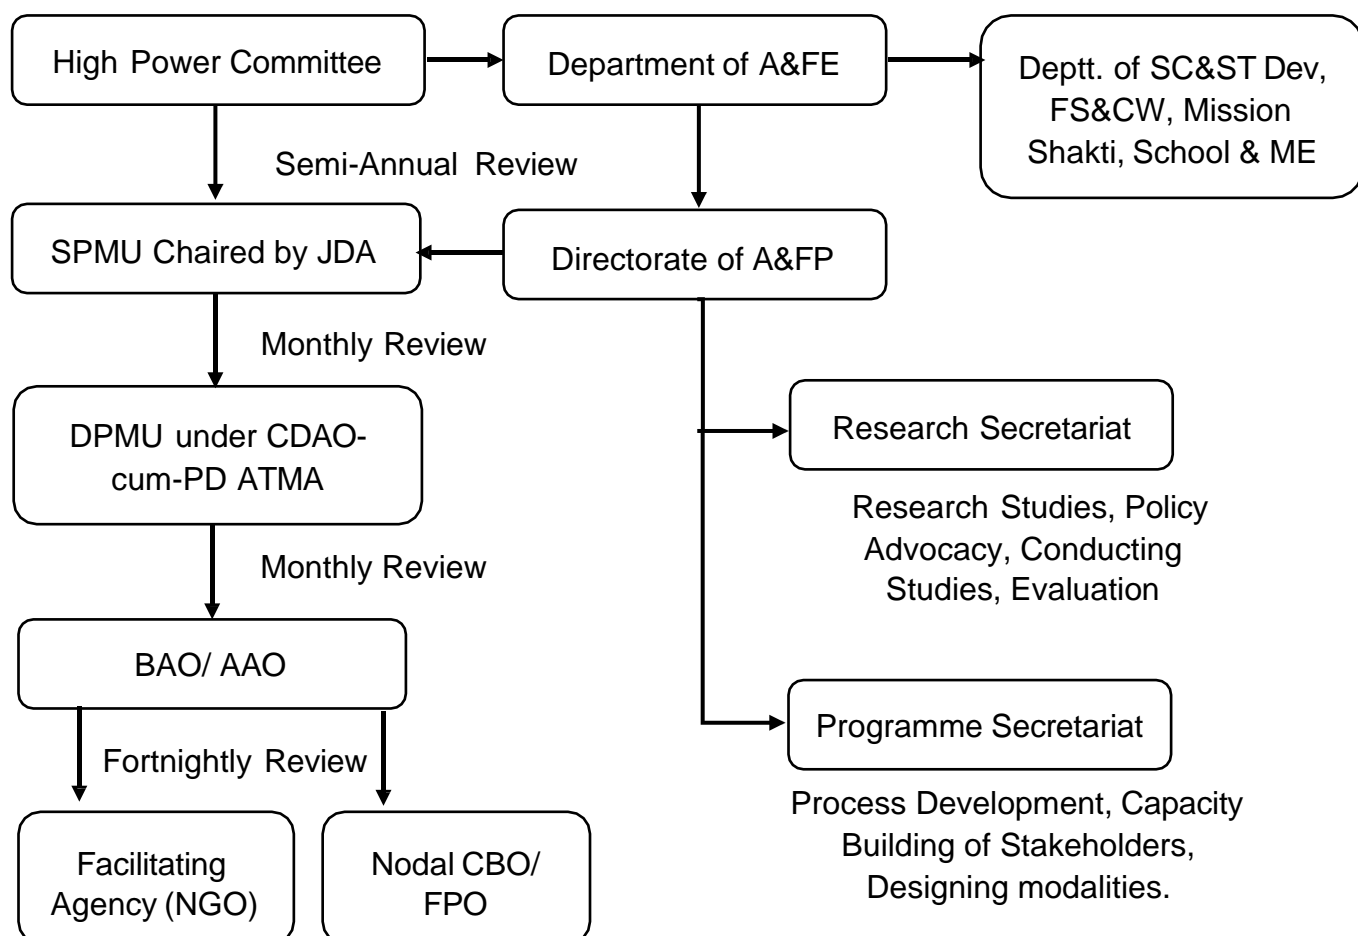 High Power Committee
Department of A&FE
Deptt. of SC&ST Dev,
FS&CW, Mission
Shakti, School & ME
Semi-Annual Review
SPMU Chaired by JDA
Directorate of A&FP
Monthly Review
DPMU under CDAO-
cum-PD ATMA
Research Secretariat
Research Studies, Policy
Advocacy, Conducting
Studies, Evaluation
Monthly Review
BAO/ AAO
Programme Secretariat
Fortnightly Review
Process Development, Capacity
Building of Stakeholders,
Designing modalities.
Facilitating
Agency (NGO)
Nodal CBO/
FPO